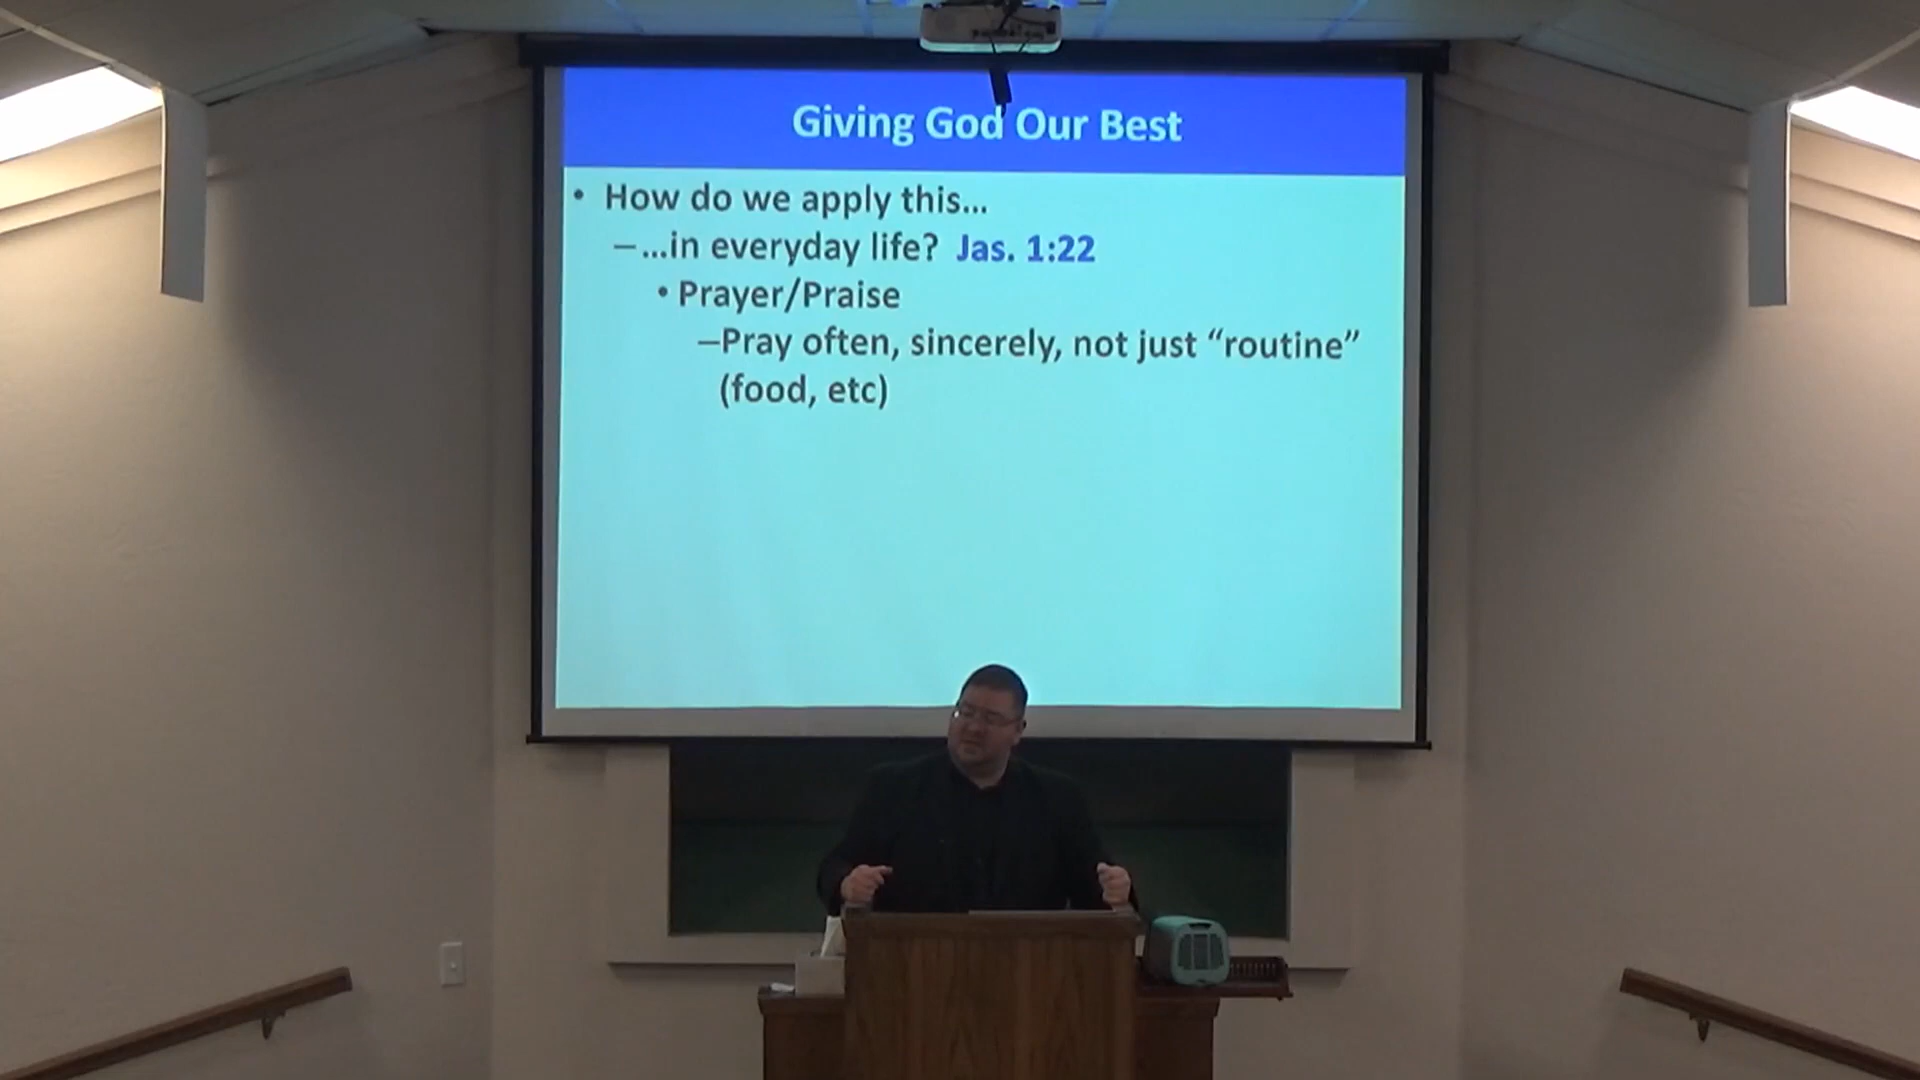 Giving God Our Best
• How do we apply this...
–...in everyday life? Jas. 1:22
• Prayer/Praise
–Pray often, sincerely, not just “routine”
(food, etc)